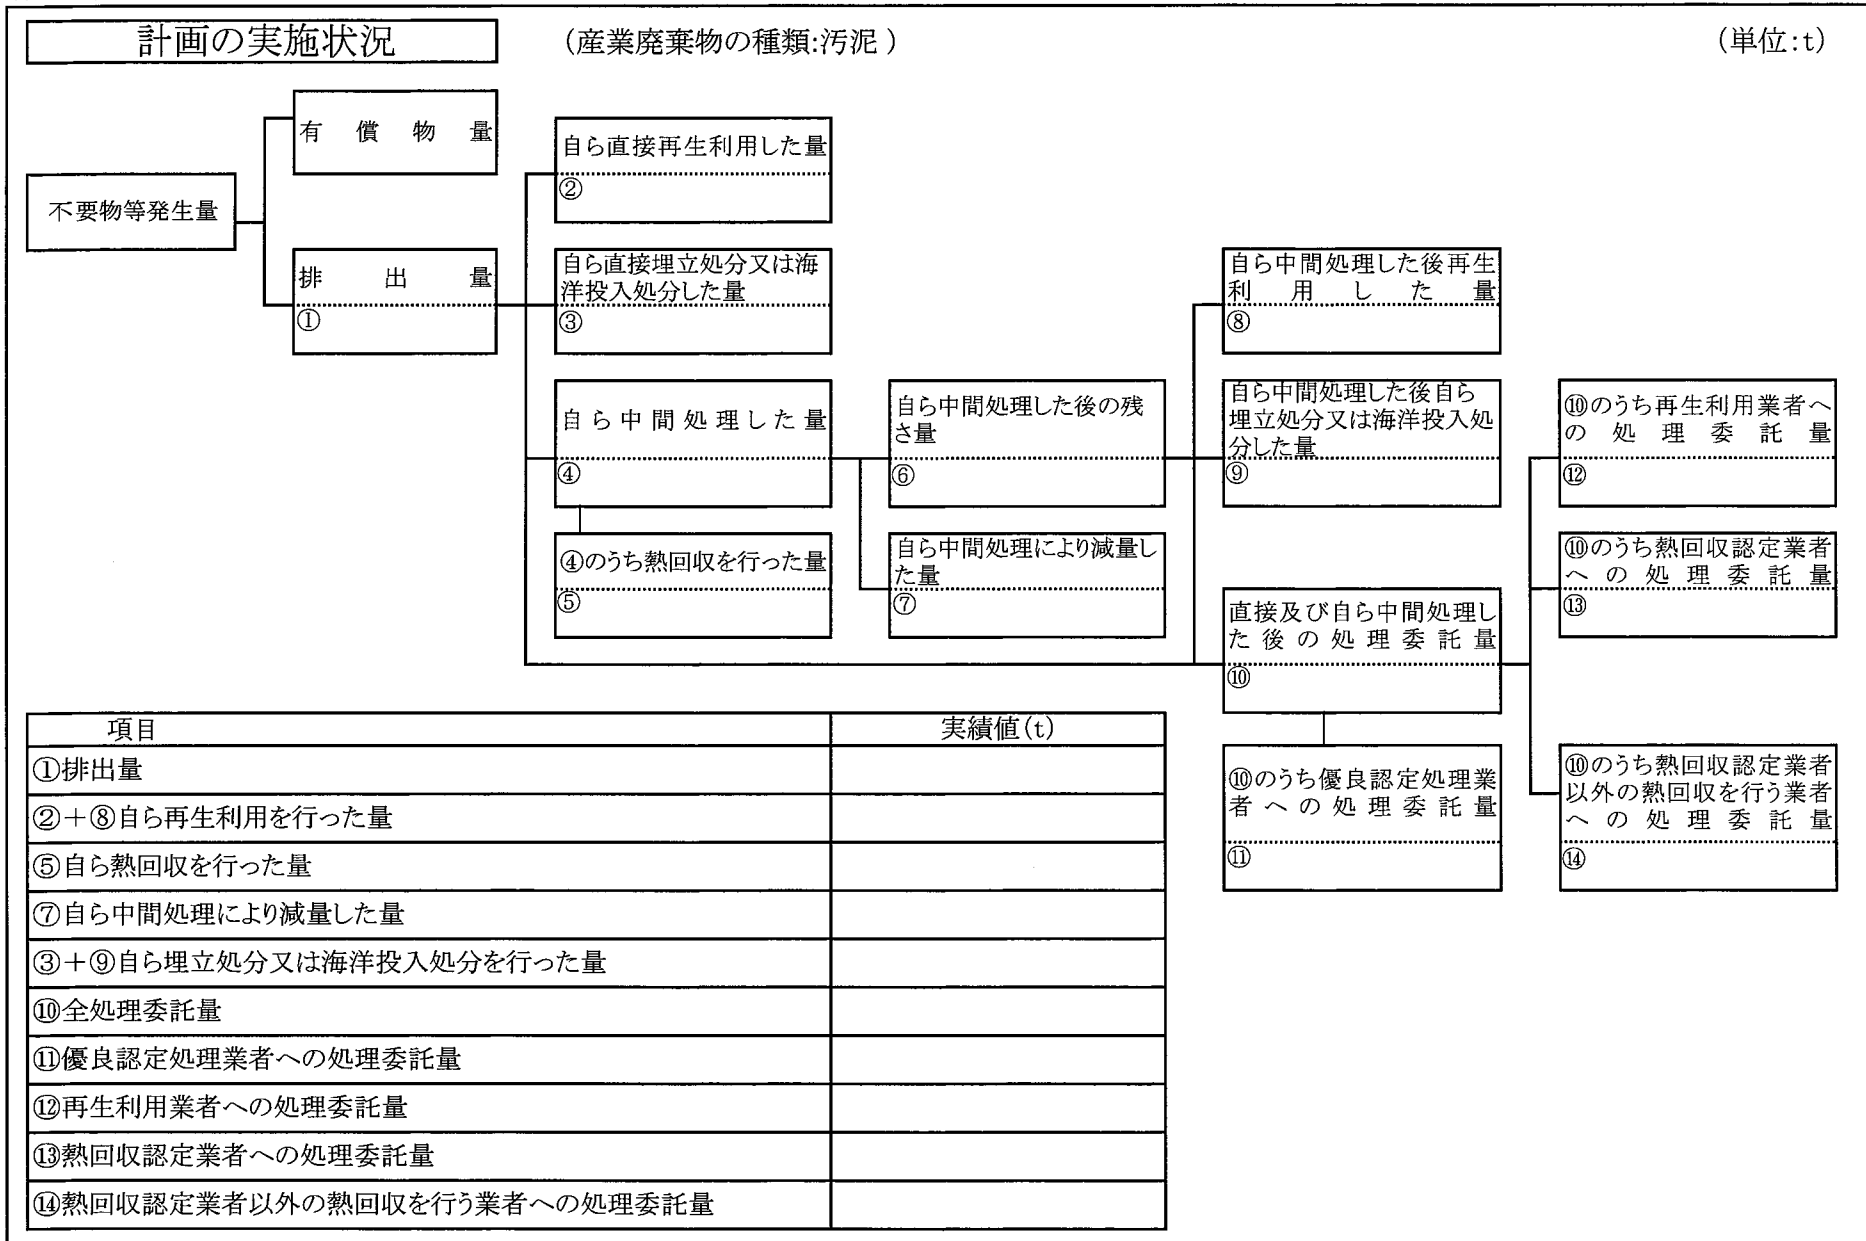 計画の実施状況
（産業廃棄物の種類:汚泥 ）
（単位:t）
不要物等発生量
有償物量
排出量
①
自ら直接再生利用した量
②
自ら直接埋立処分又は海
洋投入処分した量
③
自ら中間処理した量
④
④のうち熱回収を行った量
⑤
自ら中間処理した後の残
さ量
⑥
自ら中間処理により減量し
た量
⑦
自ら中間処理した後再生
利用した量
⑧
自ら中間処理した後自ら
埋立処分又は海洋投入処
分した量
⑨
直接及び自ら中間処理し
た後の処理委託量
⑩
⑩のうち優良認定処理業
者への処理委託量
⑪
⑩のうち再生利用業者へ
の処理委託量
⑫
⑩のうち熱回収認定業者
への処理委託量
⑬
⑩のうち熱回収認定業者
以外の熱回収を行う業者
への処理委託量
⑭
項目 実績値(t)
①排出量
②＋⑧自ら再生利用を行った量
⑤自ら熱回収を行った量
⑦自ら中間処理により減量した量
③＋⑨自ら埋立処分又は海洋投入処分を行った量
⑩全処理委託量
⑪優良認定処理業者への処理委託量
⑫再生利用業者への処理委託量
⑬熱回収認定業者への処理委託量
⑭熱回収認定業者以外の熱回収を行う業者への処理委託量